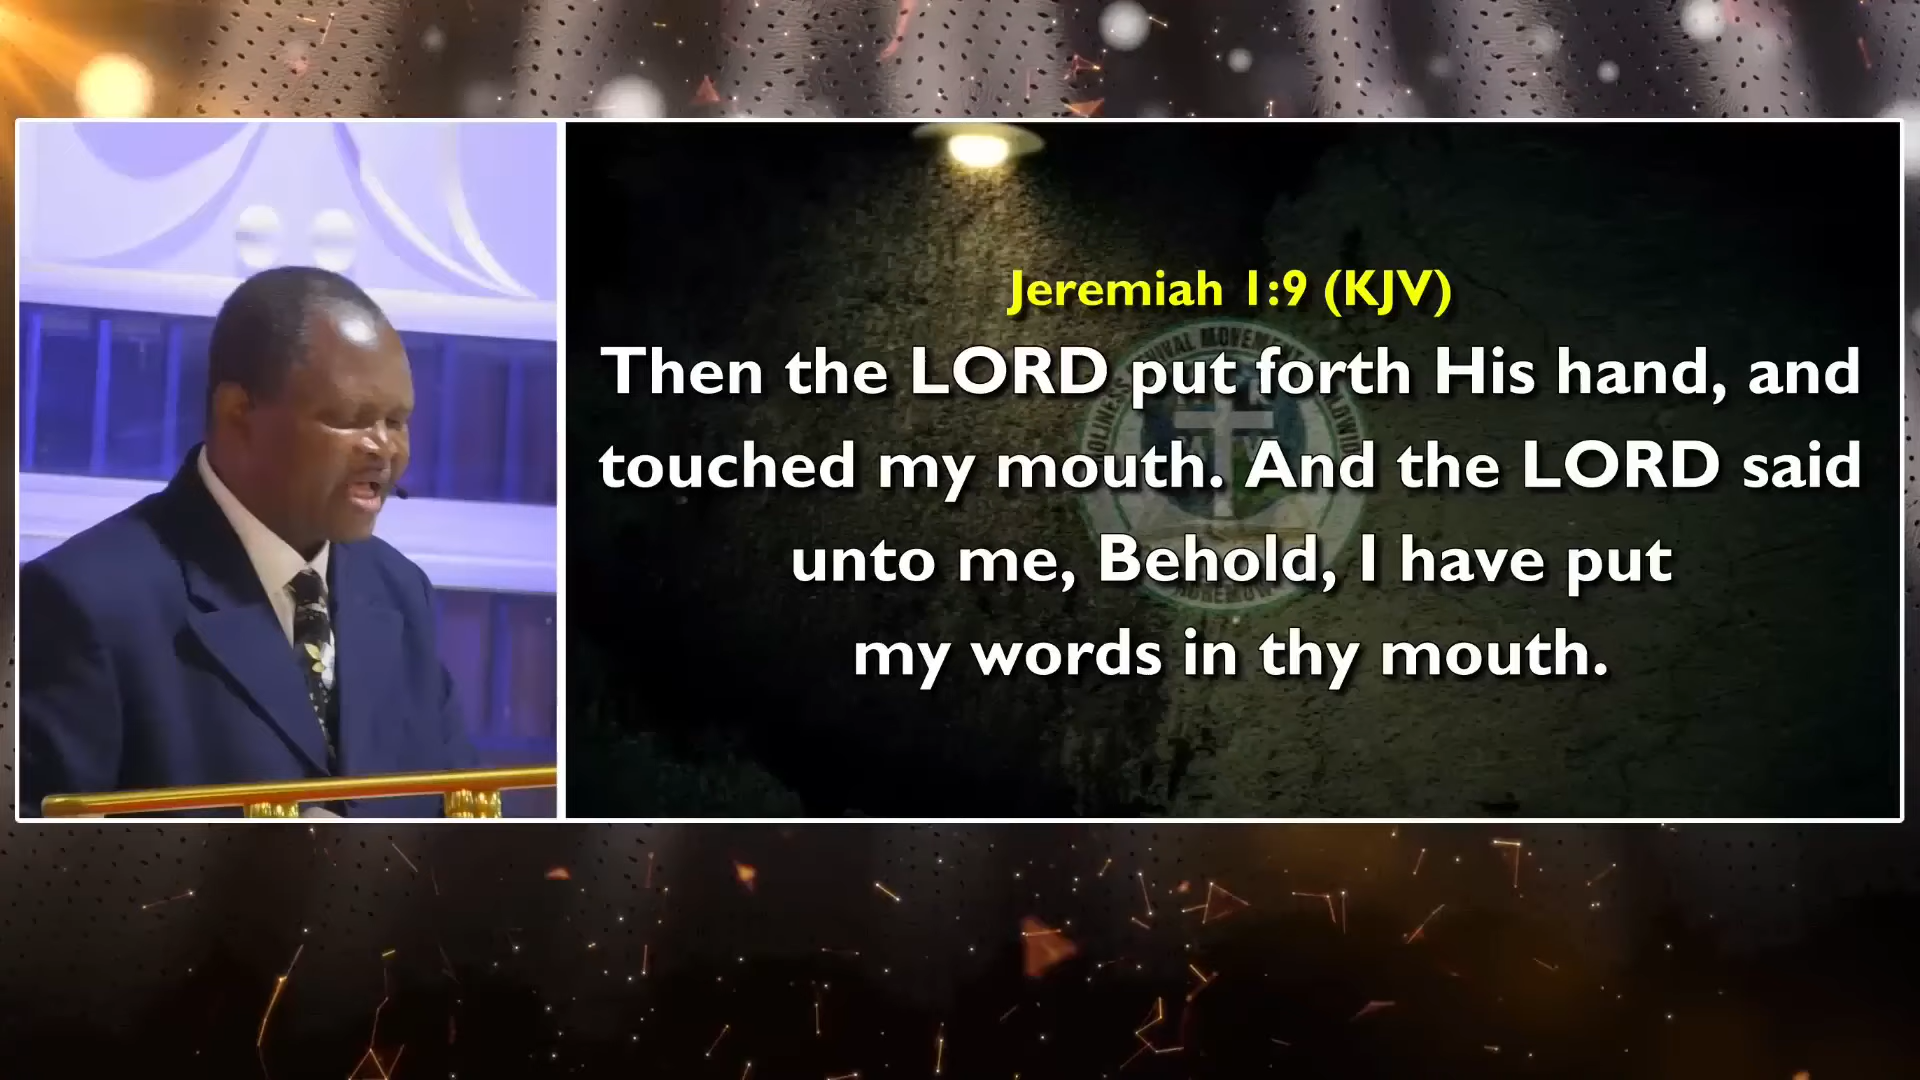 Jeremiah 1:9 (KJV)
Then the LORD put forth His hand, and
touched my mouth. And the LORD said
unto me, Behold, I have put
my words in thy mouth.